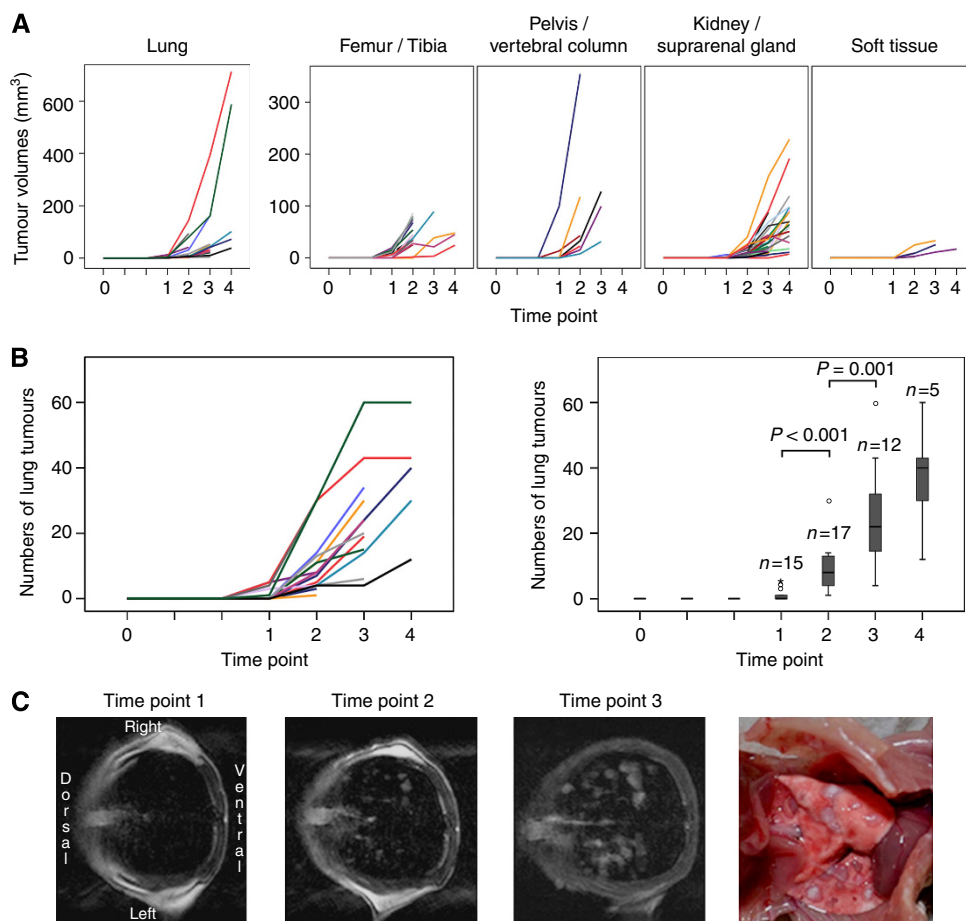 A
Lung
Femur / Tibia
Pelvis /
vertebral column
Kidney /
suprarenal gland
Soft tissue
Tumour volumes (mm³)
600
400
200
0
300
200
100
0
0 1 2 3 4
0 1 2 3 4
0 1 2 3 4
0 1 2 3 4
0 1 2 3 4
Time point
B
Numbers of lung tumours
60
40
20
0
0 1 2 3 4
Time point
Numbers of lung tumours
60
40
20
0
P = 0.001
n=5
P < 0.001
n=12
n=17
n=15
0 1 2 3 4
Time point
C
Time point 1
Time point 2
Time point 3
Right
Dorsal
Ventral
Left